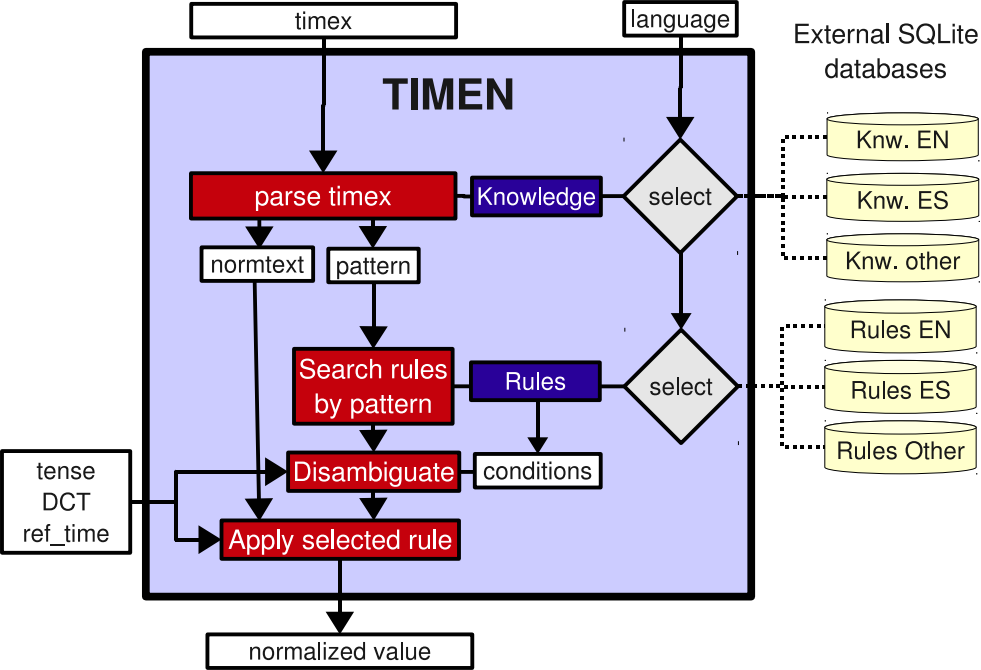 timex
language
External SQLite
databases
TIMEN
Knw. EN
parse timex
Knowledge
select
Knw. ES
normtext
pattern
Knw. other
Rules EN
Search rules
by pattern
Rules
select
Rules ES
Rules Other
tense
DCT
ref_time
Disambiguate
conditions
Apply selected rule
normalized value